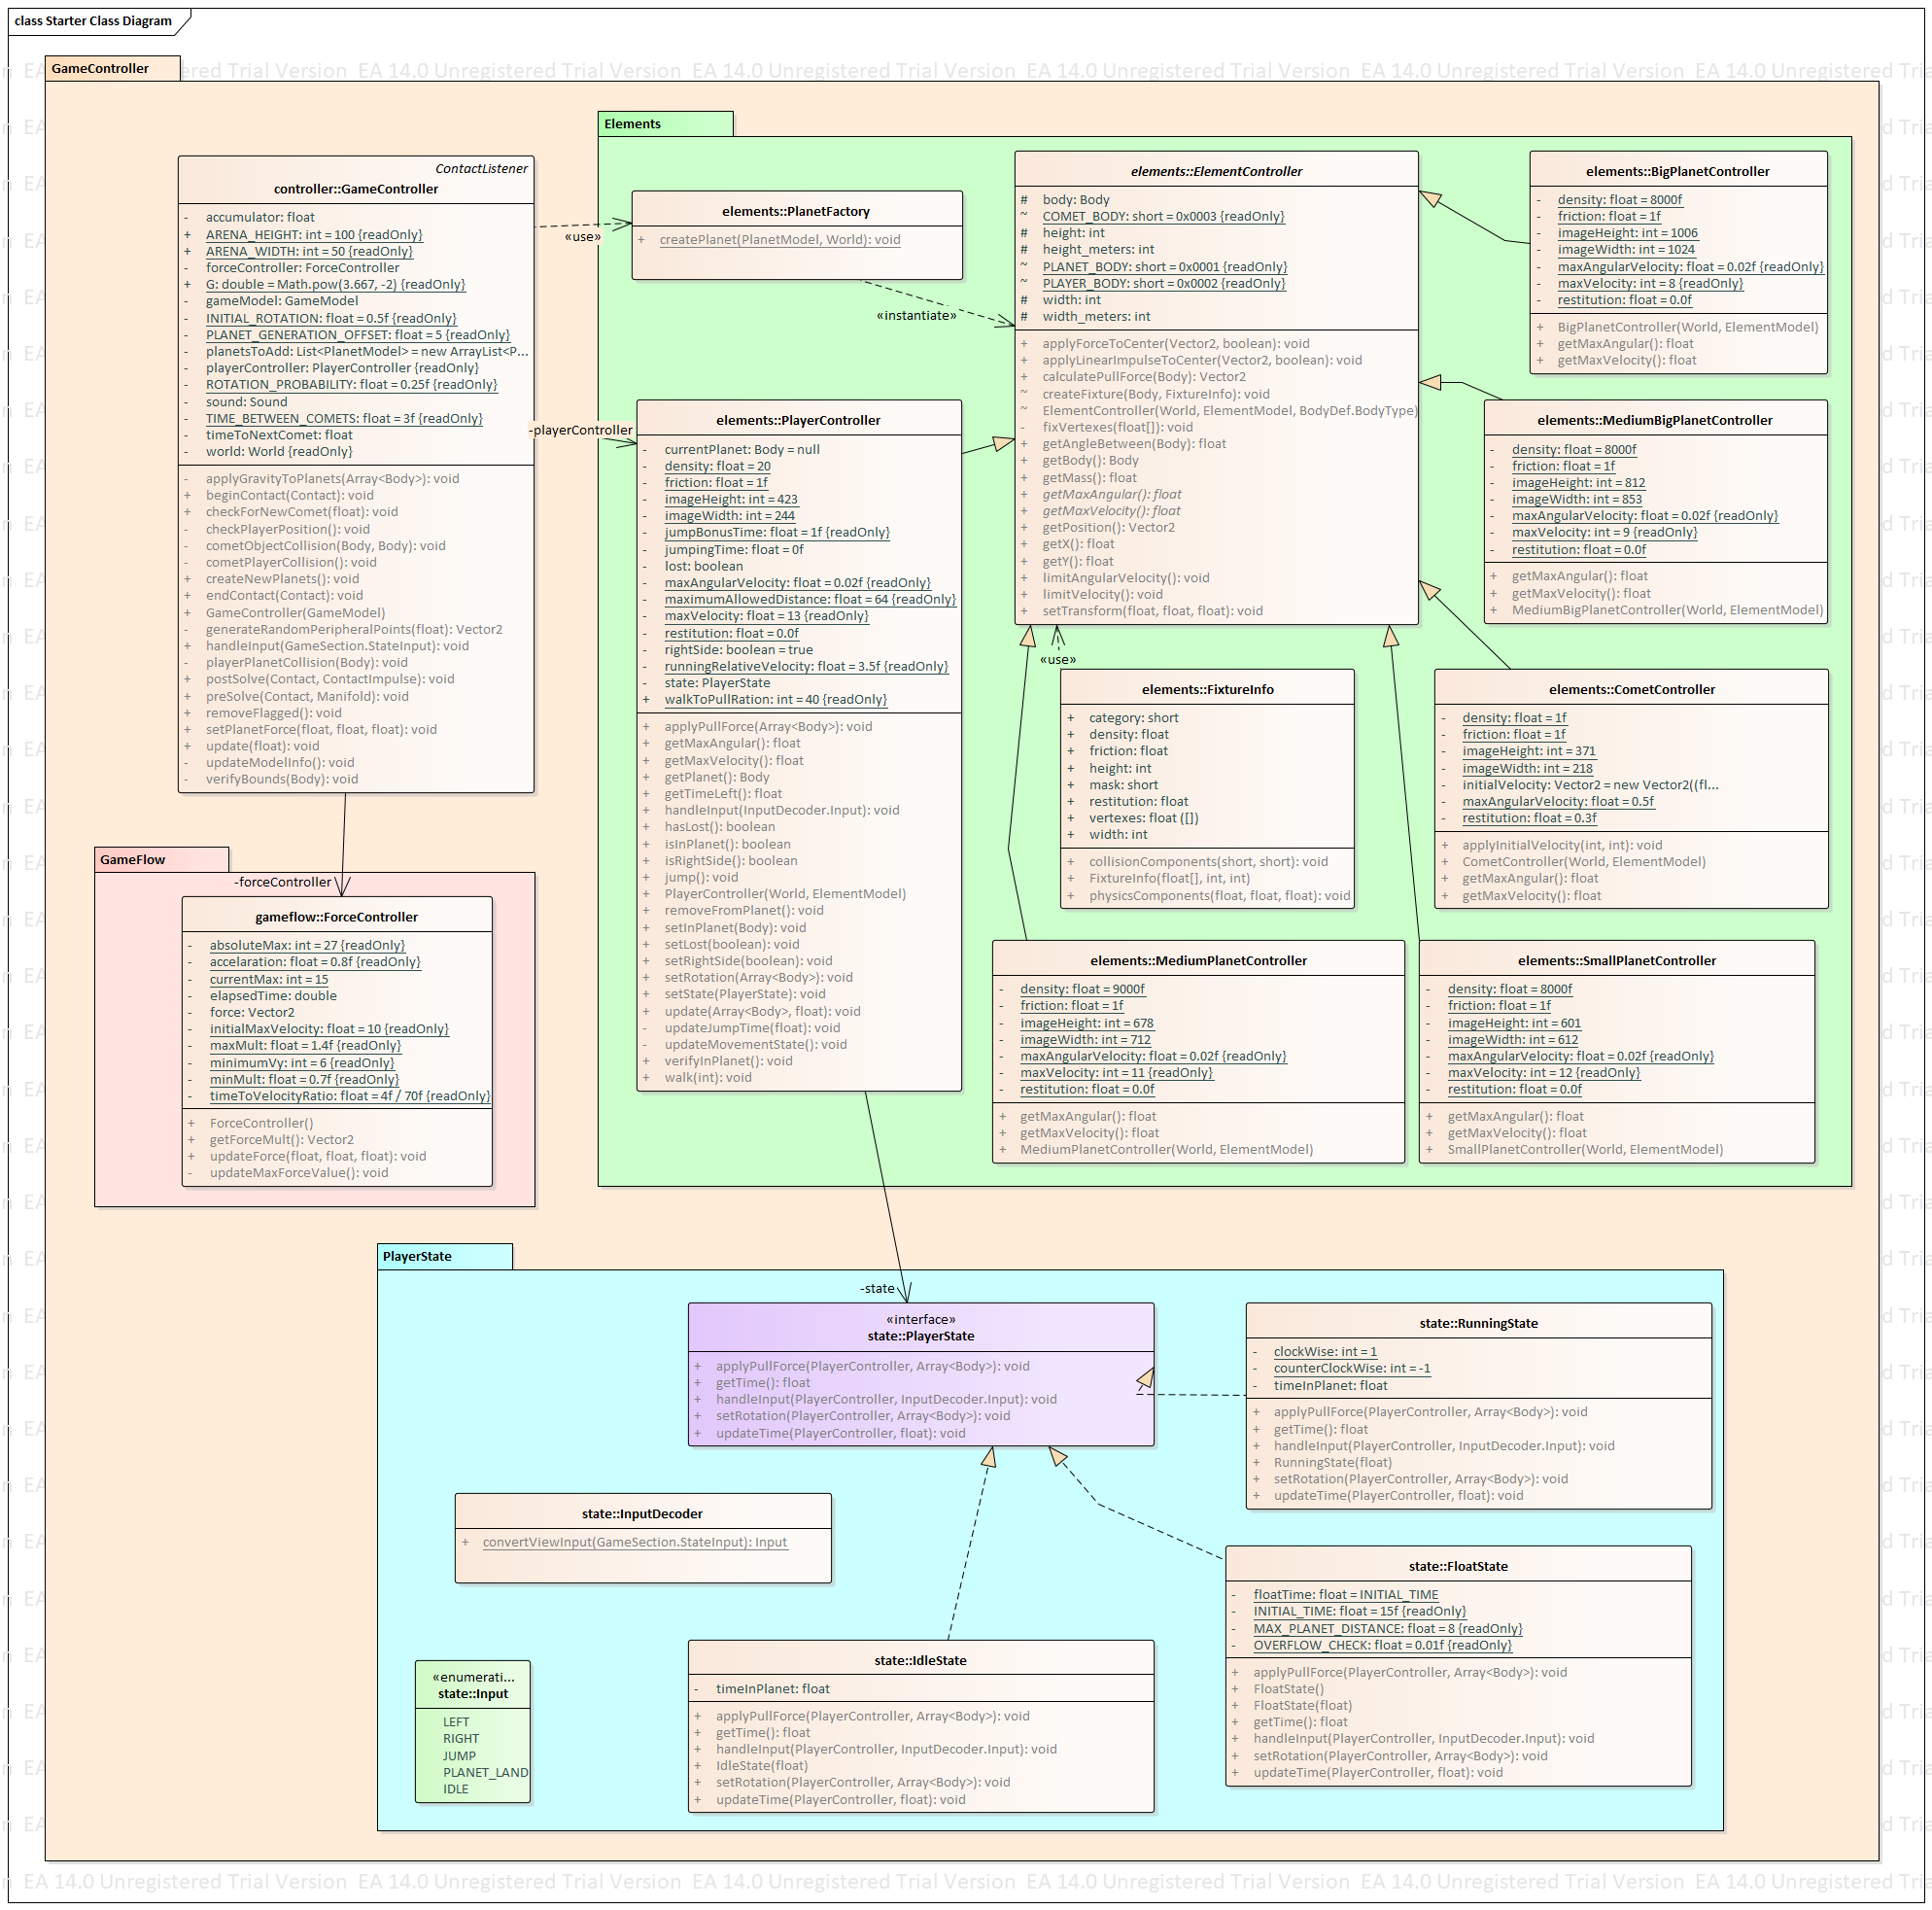 class Starter Class Diagram
GameController
EA 14.0 Unregistered Trial Version EA 14.0 Unregistered Trial Version EA 14.0 Unregistered Trial Version EA 14.0 Unregistered Tri
Elements
ContactListener
controller::GameController
- accumulator: float
+ ARENA_HEIGHT: int = 100 {readOnly}
+ ARENA_WIDTH: int = 50 {readOnly}
- forceController: ForceController
+ G: double = Math.pow(3.667, -2) {readOnly}
- gameModel: GameModel
- INITIAL_ROTATION: float = 0.5f {readOnly}
- PLANET_GENERATION_OFFSET: float = 5 {readOnly}
- planetsToAdd: List<PlanetModel> = new ArrayList<P...
- playerController: PlayerController {readOnly}
- ROTATION_PROBABILITY: float = 0.25f {readOnly}
- sound: Sound
- TIME_BETWEEN_COMETS: float = 3f {readOnly}
- timeToNextComet: float
- world: World {readOnly}
- applyGravityToPlanets(Array<Body>): void
+ beginContact(Contact): void
+ checkForNewComet(float): void
- checkPlayerPosition(): void
- cometObjectCollision(Body, Body): void
- cometPlayerCollision(): void
+ createNewPlanets(): void
+ endContact(Contact): void
+ GameController(GameModel)
- generateRandomPeripheralPoints(float): Vector2
+ handleInput(GameSection.StateInput): void
- playerPlanetCollision(Body): void
+ postSolve(Contact, ContactImpulse): void
+ preSolve(Contact, Manifold): void
+ removeFlagged(): void
+ setPlanetForce(float, float, float): void
+ update(float): void
- updateModelInfo(): void
- verifyBounds(Body): void
«use»
elements::PlanetFactory
+ createPlanet(PlanetModel, World): void
«instantiate»
elements::ElementController
# body: Body
~ COMET_BODY: short = 0x0003 {readOnly}
# height: int
# height_meters: int
~ PLANET_BODY: short = 0x0001 {readOnly}
~ PLAYER_BODY: short = 0x0002 {readOnly}
# width: int
# width_meters: int
+ applyForceToCenter(Vector2, boolean): void
+ applyLinearImpulseToCenter(Vector2, boolean): void
+ calculatePullForce(Body): Vector2
~ createFixture(Body, FixtureInfo): void
~ ElementController(World, ElementModel, BodyDef.BodyType)
- fixVertexes(float[]): void
+ getAngleBetween(Body): float
+ getBody(): Body
+ getMass(): float
+ getMaxAngular(): float
+ getMaxVelocity(): float
+ getPosition(): Vector2
+ getX(): float
+ getY(): float
+ limitAngularVelocity(): void
+ limitVelocity(): void
+ setTransform(float, float, float): void
elements::BigPlanetController
- density: float = 8000f
- friction: float = 1f
- imageHeight: int = 1006
- imageWidth: int = 1024
- maxAngularVelocity: float = 0.02f {readOnly}
- maxVelocity: int = 8 {readOnly}
- restitution: float = 0.0f
+ BigPlanetController(World, ElementModel)
+ getMaxAngular(): float
+ getMaxVelocity(): float
elements::MediumBigPlanetController
- density: float = 8000f
- friction: float = 1f
- imageHeight: int = 812
- imageWidth: int = 853
- maxAngularVelocity: float = 0.02f {readOnly}
- maxVelocity: int = 9 {readOnly}
- restitution: float = 0.0f
+ getMaxAngular(): float
+ getMaxVelocity(): float
+ MediumBigPlanetController(World, ElementModel)
-playerController
elements::PlayerController
- currentPlanet: Body = null
- density: float = 20
- friction: float = 1f
- imageHeight: int = 423
- imageWidth: int = 244
- jumpBonusTime: float = 1f {readOnly}
- jumpingTime: float = 0f
- lost: boolean
- maxAngularVelocity: float = 0.02f {readOnly}
- maximumAllowedDistance: float = 64 {readOnly}
- maxVelocity: float = 13 {readOnly}
- restitution: float = 0.0f
- rightSide: boolean = true
- runningRelativeVelocity: float = 3.5f {readOnly}
- state: PlayerState
+ walkToPullRation: int = 40 {readOnly}
+ applyPullForce(Array<Body>): void
+ getMaxAngular(): float
+ getMaxVelocity(): float
+ getPlanet(): Body
+ getTimeLeft(): float
+ handleInput(InputDecoder.Input): void
+ hasLost(): boolean
+ isInPlanet(): boolean
+ isRightSide(): boolean
+ jump(): void
+ PlayerController(World, ElementModel)
+ removeFromPlanet(): void
+ setInPlanet(Body): void
+ setLost(boolean): void
+ setRightSide(boolean): void
+ setRotation(Array<Body>): void
+ setState(PlayerState): void
+ update(Array<Body>, float): void
- updateJumpTime(float): void
- updateMovementState(): void
+ verifyInPlanet(): void
+ walk(int): void
«use»
elements::FixtureInfo
+ category: short
+ density: float
+ friction: float
+ height: int
+ mask: short
+ restitution: float
+ vertexes: float ([])
+ width: int
+ collisionComponents(short, short): void
+ FixtureInfo(float[], int, int)
+ physicsComponents(float, float, float): void
elements::CometController
- density: float = 1f
- friction: float = 1f
- imageHeight: int = 371
- imageWidth: int = 218
- initialVelocity: Vector2 = new Vector2((fl...
- maxAngularVelocity: float = 0.5f
- restitution: float = 0.3f
+ applyInitialVelocity(int, int): void
+ CometController(World, ElementModel)
+ getMaxAngular(): float
+ getMaxVelocity(): float
elements::MediumPlanetController
- density: float = 9000f
- friction: float = 1f
- imageHeight: int = 678
- imageWidth: int = 712
- maxAngularVelocity: float = 0.02f {readOnly}
- maxVelocity: int = 11 {readOnly}
- restitution: float = 0.0f
+ getMaxAngular(): float
+ getMaxVelocity(): float
+ MediumPlanetController(World, ElementModel)
elements::SmallPlanetController
- density: float = 8000f
- friction: float = 1f
- imageHeight: int = 601
- imageWidth: int = 612
- maxAngularVelocity: float = 0.02f {readOnly}
- maxVelocity: int = 12 {readOnly}
- restitution: float = 0.0f
+ getMaxAngular(): float
+ getMaxVelocity(): float
+ SmallPlanetController(World, ElementModel)
GameFlow
-forceController
gameflow::ForceController
- absoluteMax: int = 27 {readOnly}
- accelaration: float = 0.8f {readOnly}
- currentMax: int = 15
- elapsedTime: double
- force: Vector2
- initialMaxVelocity: float = 10 {readOnly}
- maxMult: float = 1.4f {readOnly}
- minimumVy: int = 6 {readOnly}
- minMult: float = 0.7f {readOnly}
- timeToVelocityRatio: float = 4f / 70f {readOnly}
+ ForceController()
+ getForceMult(): Vector2
+ updateForce(float, float, float): void
- updateMaxForceValue(): void
PlayerState
-state
«interface»
state::PlayerState
+ applyPullForce(PlayerController, Array<Body>): void
+ getTime(): float
+ handleInput(PlayerController, InputDecoder.Input): void
+ setRotation(PlayerController, Array<Body>): void
+ updateTime(PlayerController, float): void
state::RunningState
- clockWise: int = 1
- counterClockWise: int = -1
- timeInPlanet: float
+ applyPullForce(PlayerController, Array<Body>): void
+ getTime(): float
+ handleInput(PlayerController, InputDecoder.Input): void
+ RunningState(float)
+ setRotation(PlayerController, Array<Body>): void
+ updateTime(PlayerController, float): void
state::InputDecoder
+ convertViewInput(GameSection.StateInput): Input
state::FloatState
- floatTime: float = INITIAL_TIME
- INITIAL_TIME: float = 15f {readOnly}
- MAX_PLANET_DISTANCE: float = 8 {readOnly}
- OVERFLOW_CHECK: float = 0.01f {readOnly}
+ applyPullForce(PlayerController, Array<Body>): void
+ FloatState()
+ FloatState(float)
+ getTime(): float
+ handleInput(PlayerController, InputDecoder.Input): void
+ setRotation(PlayerController, Array<Body>): void
+ updateTime(PlayerController, float): void
state::IdleState
- timeInPlanet: float
+ applyPullForce(PlayerController, Array<Body>): void
+ getTime(): float
+ handleInput(PlayerController, InputDecoder.Input): void
+ IdleState(float)
+ setRotation(PlayerController, Array<Body>): void
+ updateTime(PlayerController, float): void
«enumerati...
state::Input
LEFT
RIGHT
JUMP
PLANET_LAND
IDLE
EA 14.0 Unregistered Trial Version EA 14.0 Unregistered Trial Version EA 14.0 Unregistered Trial Version EA 14.0 Unregistered Tri